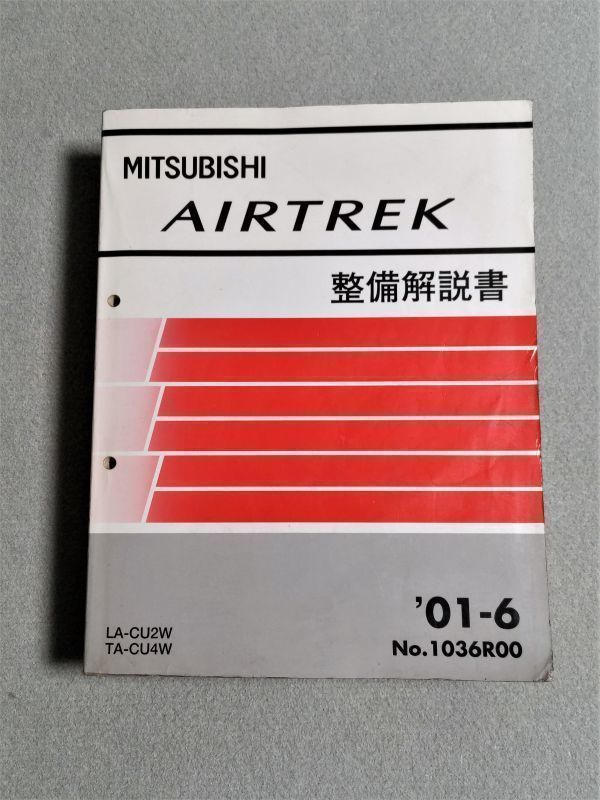 MITSUBISHI
AIRTREK
整備解説書
'01-6
LA-CU2W
TA-CU4W
No.1036R00